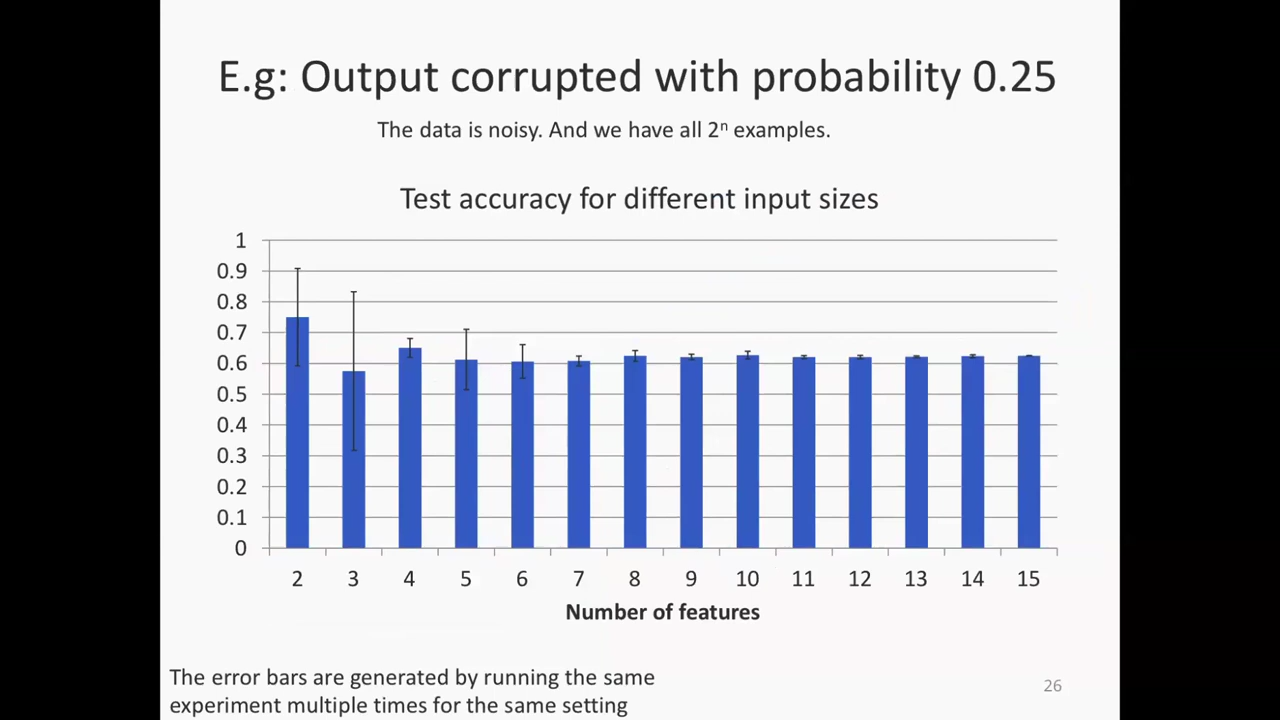 E.g: Output corrupted with probability 0.25
The data is noisy. And we have all 2ⁿ examples.
Test accuracy for different input sizes
1
0.9
0.8
0.7
0.6
0.5
0.4
0.3
0.2
0.1
0
2 3 4 5 6 7 8 9 10 11 12 13 14 15
Number of features
The error bars are generated by running the same
experiment multiple times for the same setting
26